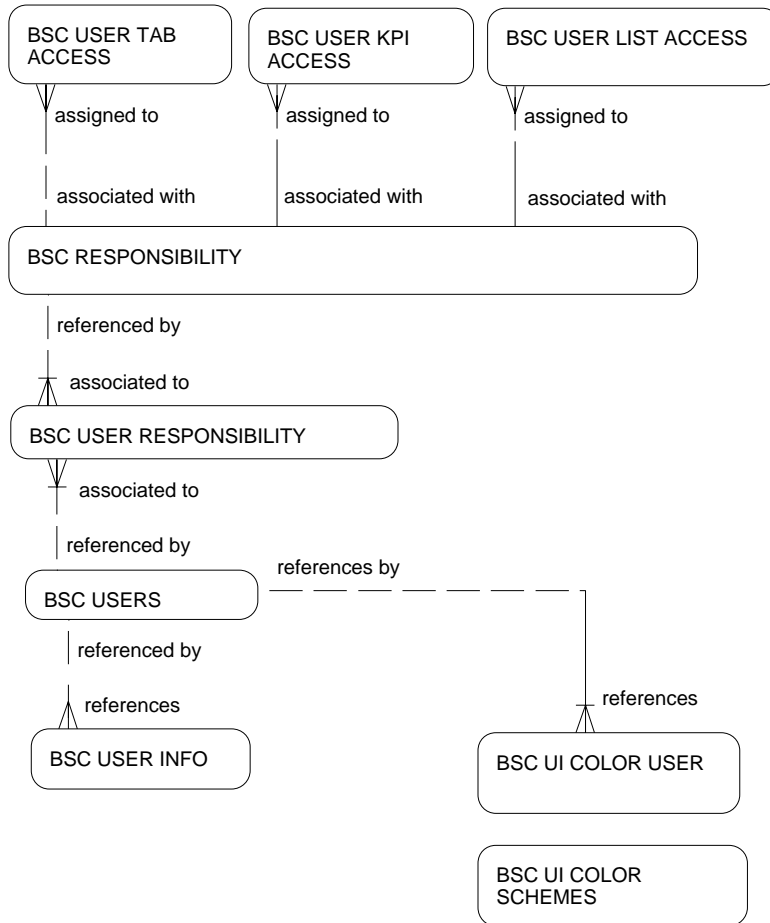 BSC USER TAB
ACCESS
BSC USER KPI
ACCESS
BSC USER LIST ACCESS
assigned to
assigned to
assigned to
associated with
associated with
associated with
BSC RESPONSIBILITY
referenced by
associated to
BSC USER RESPONSIBILITY
associated to
referenced by
references by
BSC USERS
referenced by
references
references
BSC USER INFO
BSC UI COLOR USER
BSC UI COLOR
SCHEMES